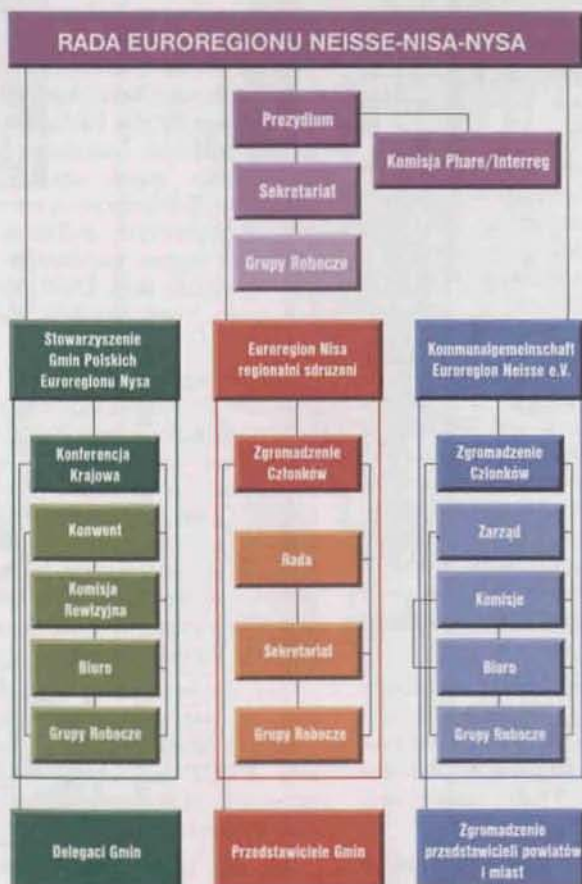 RADA EUROREGIONU NEISSE-NISA-NYSA
Prezydium
Komisja Phare/Interreg
Sekretariat
Grupy Robocze
Stowarzyszenie
Gmin Polskich
Euroregionu Nysa
Konferencja
Krajowa
Konwent
Komisja
Rewizyjna
Biuro
Grupy Robocze
Delegaci Gmin
Euroregion Nisa
regionalni sdruzani
Zgromadzenie
Członków
Rada
Sekretariat
Grupy Robocze
Przedstawiciele Gmin
Kommunalgemeinschaft
Euroregion Neisse e.V.
Zgromadzenie
Członków
Zarząd
Komisje
Biuro
Grupy Robocze
Zgromadzenie
przedstawicieli powiatów
i miast